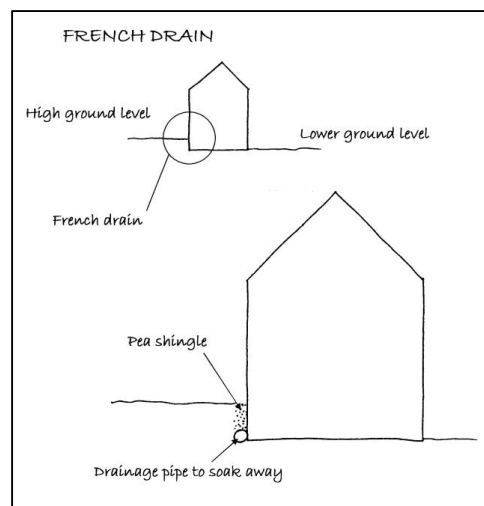 FRENCH DRAIN
High ground level
Lower ground level
French drain
Pea shingle
Drainage pipe to soak away